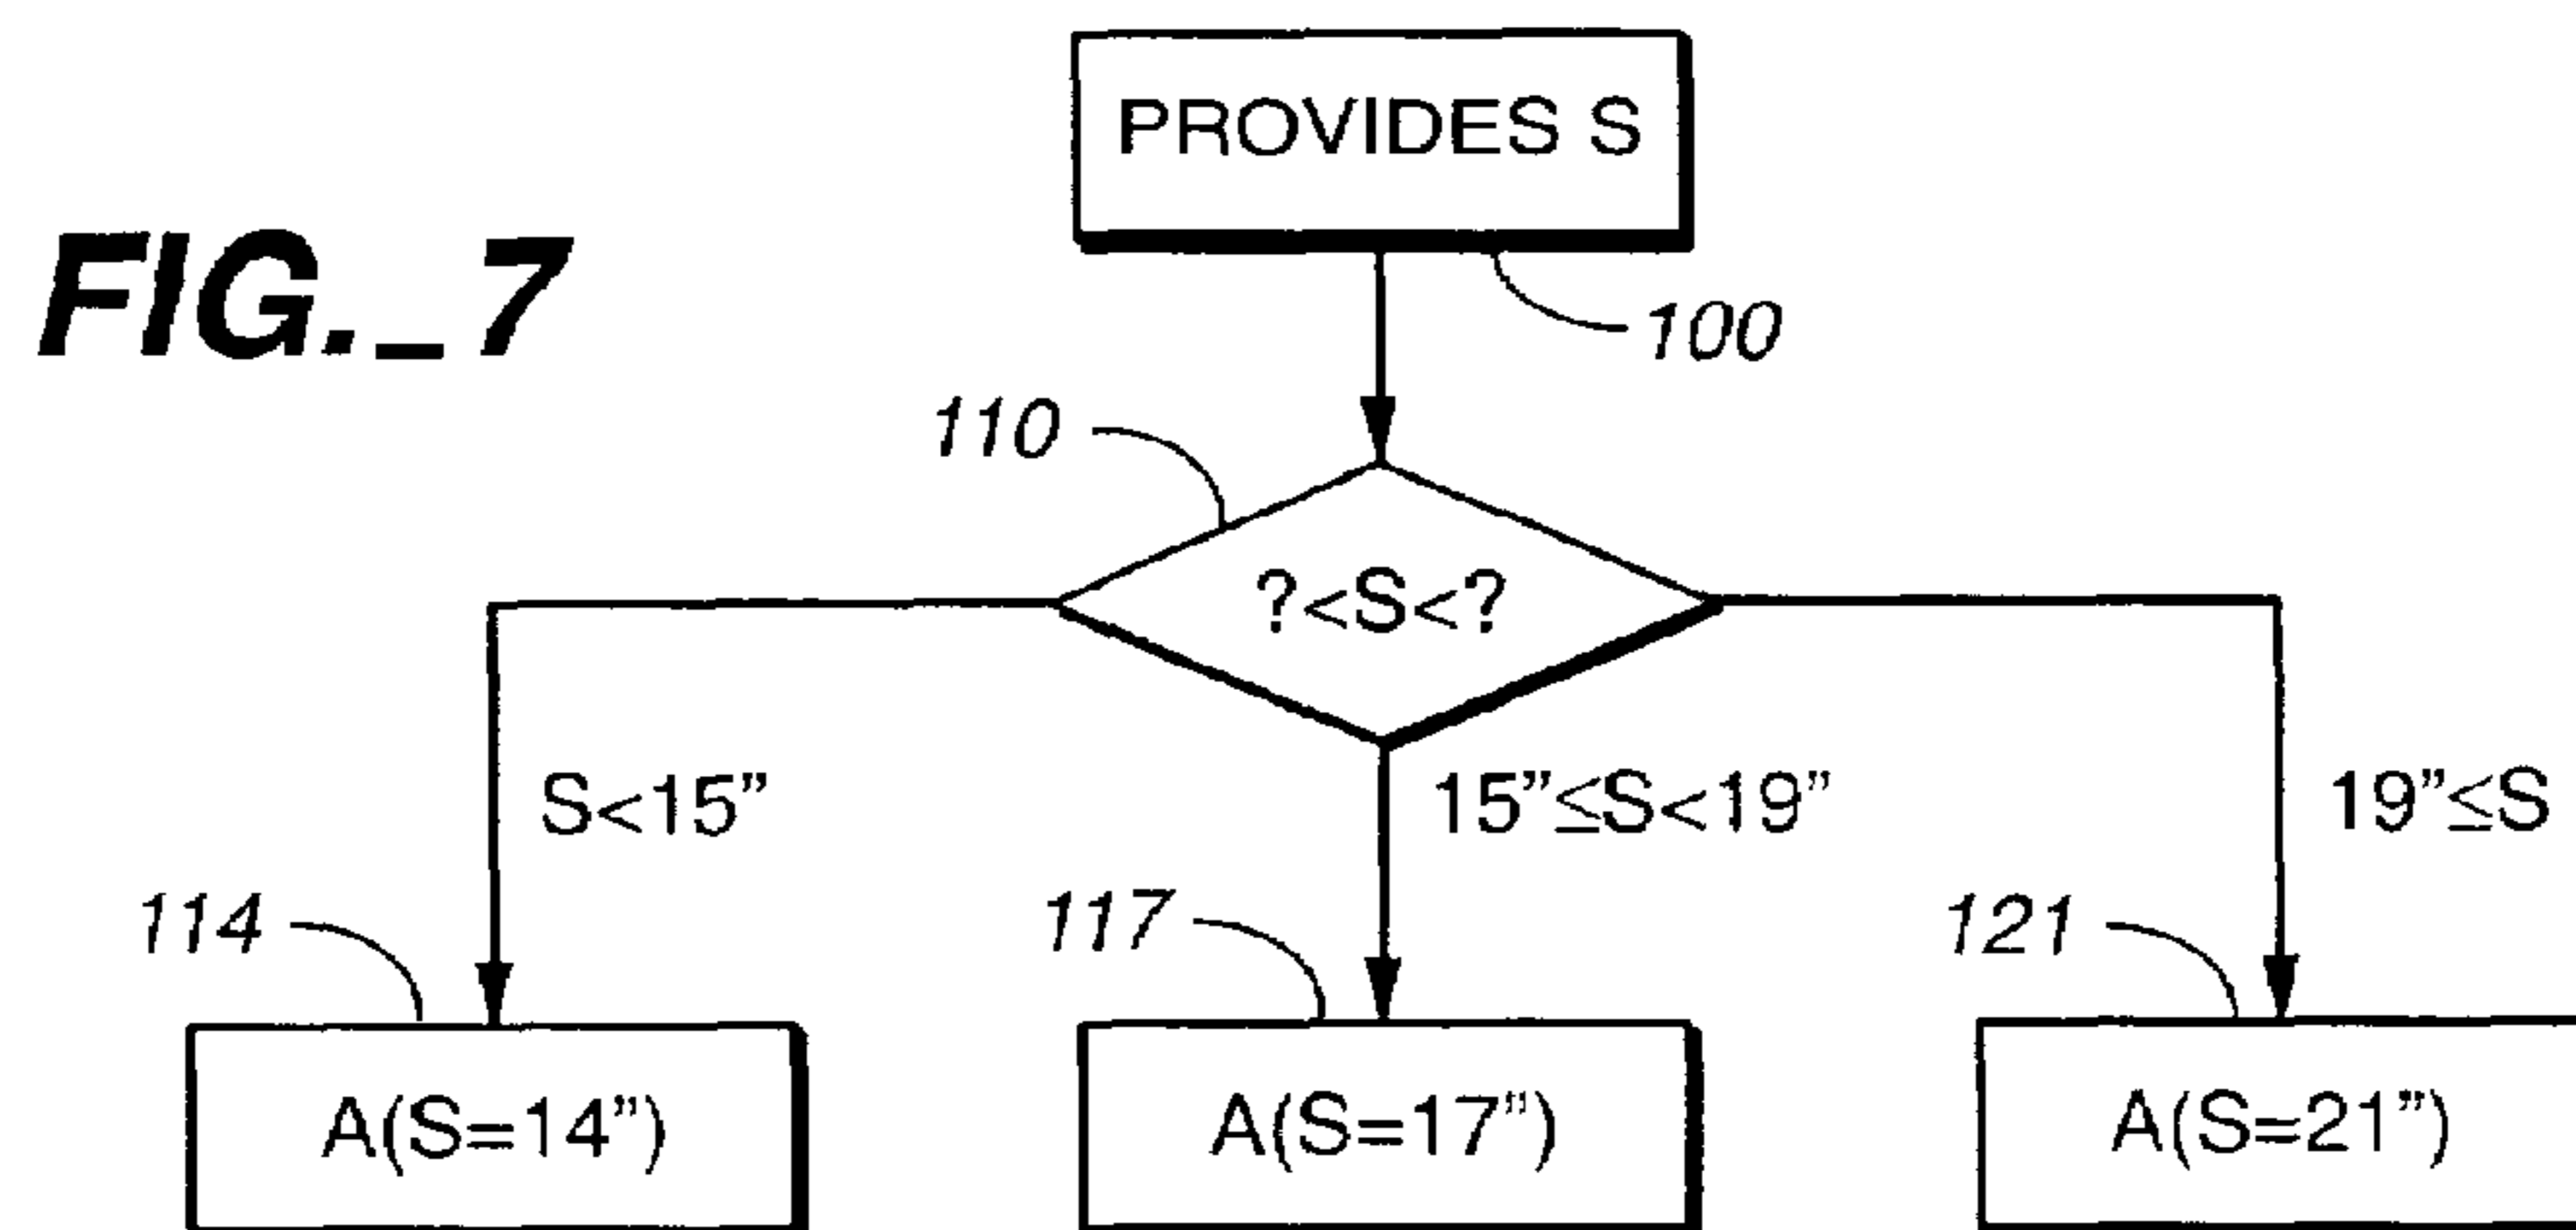 FIG._7
PROVIDES S
100
110
?<S<?
S<15”
15”≤S<19”
19”≤S
114
117
121
A(S=14”)
A(S=17”)
A(S=21”)